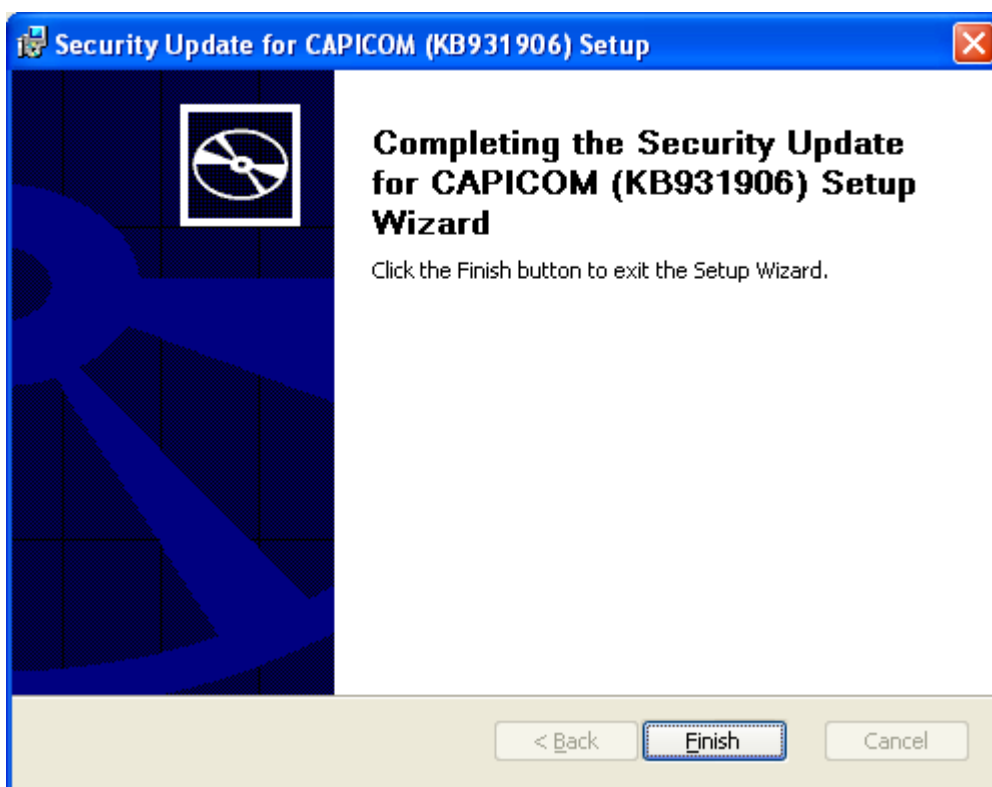 Security Update for CAPICOM (KB931906) Setup
Completing the Security Update
for CAPICOM (KB931906) Setup
Wizard
Click the Finish button to exit the Setup Wizard.
< Back
Finish
Cancel